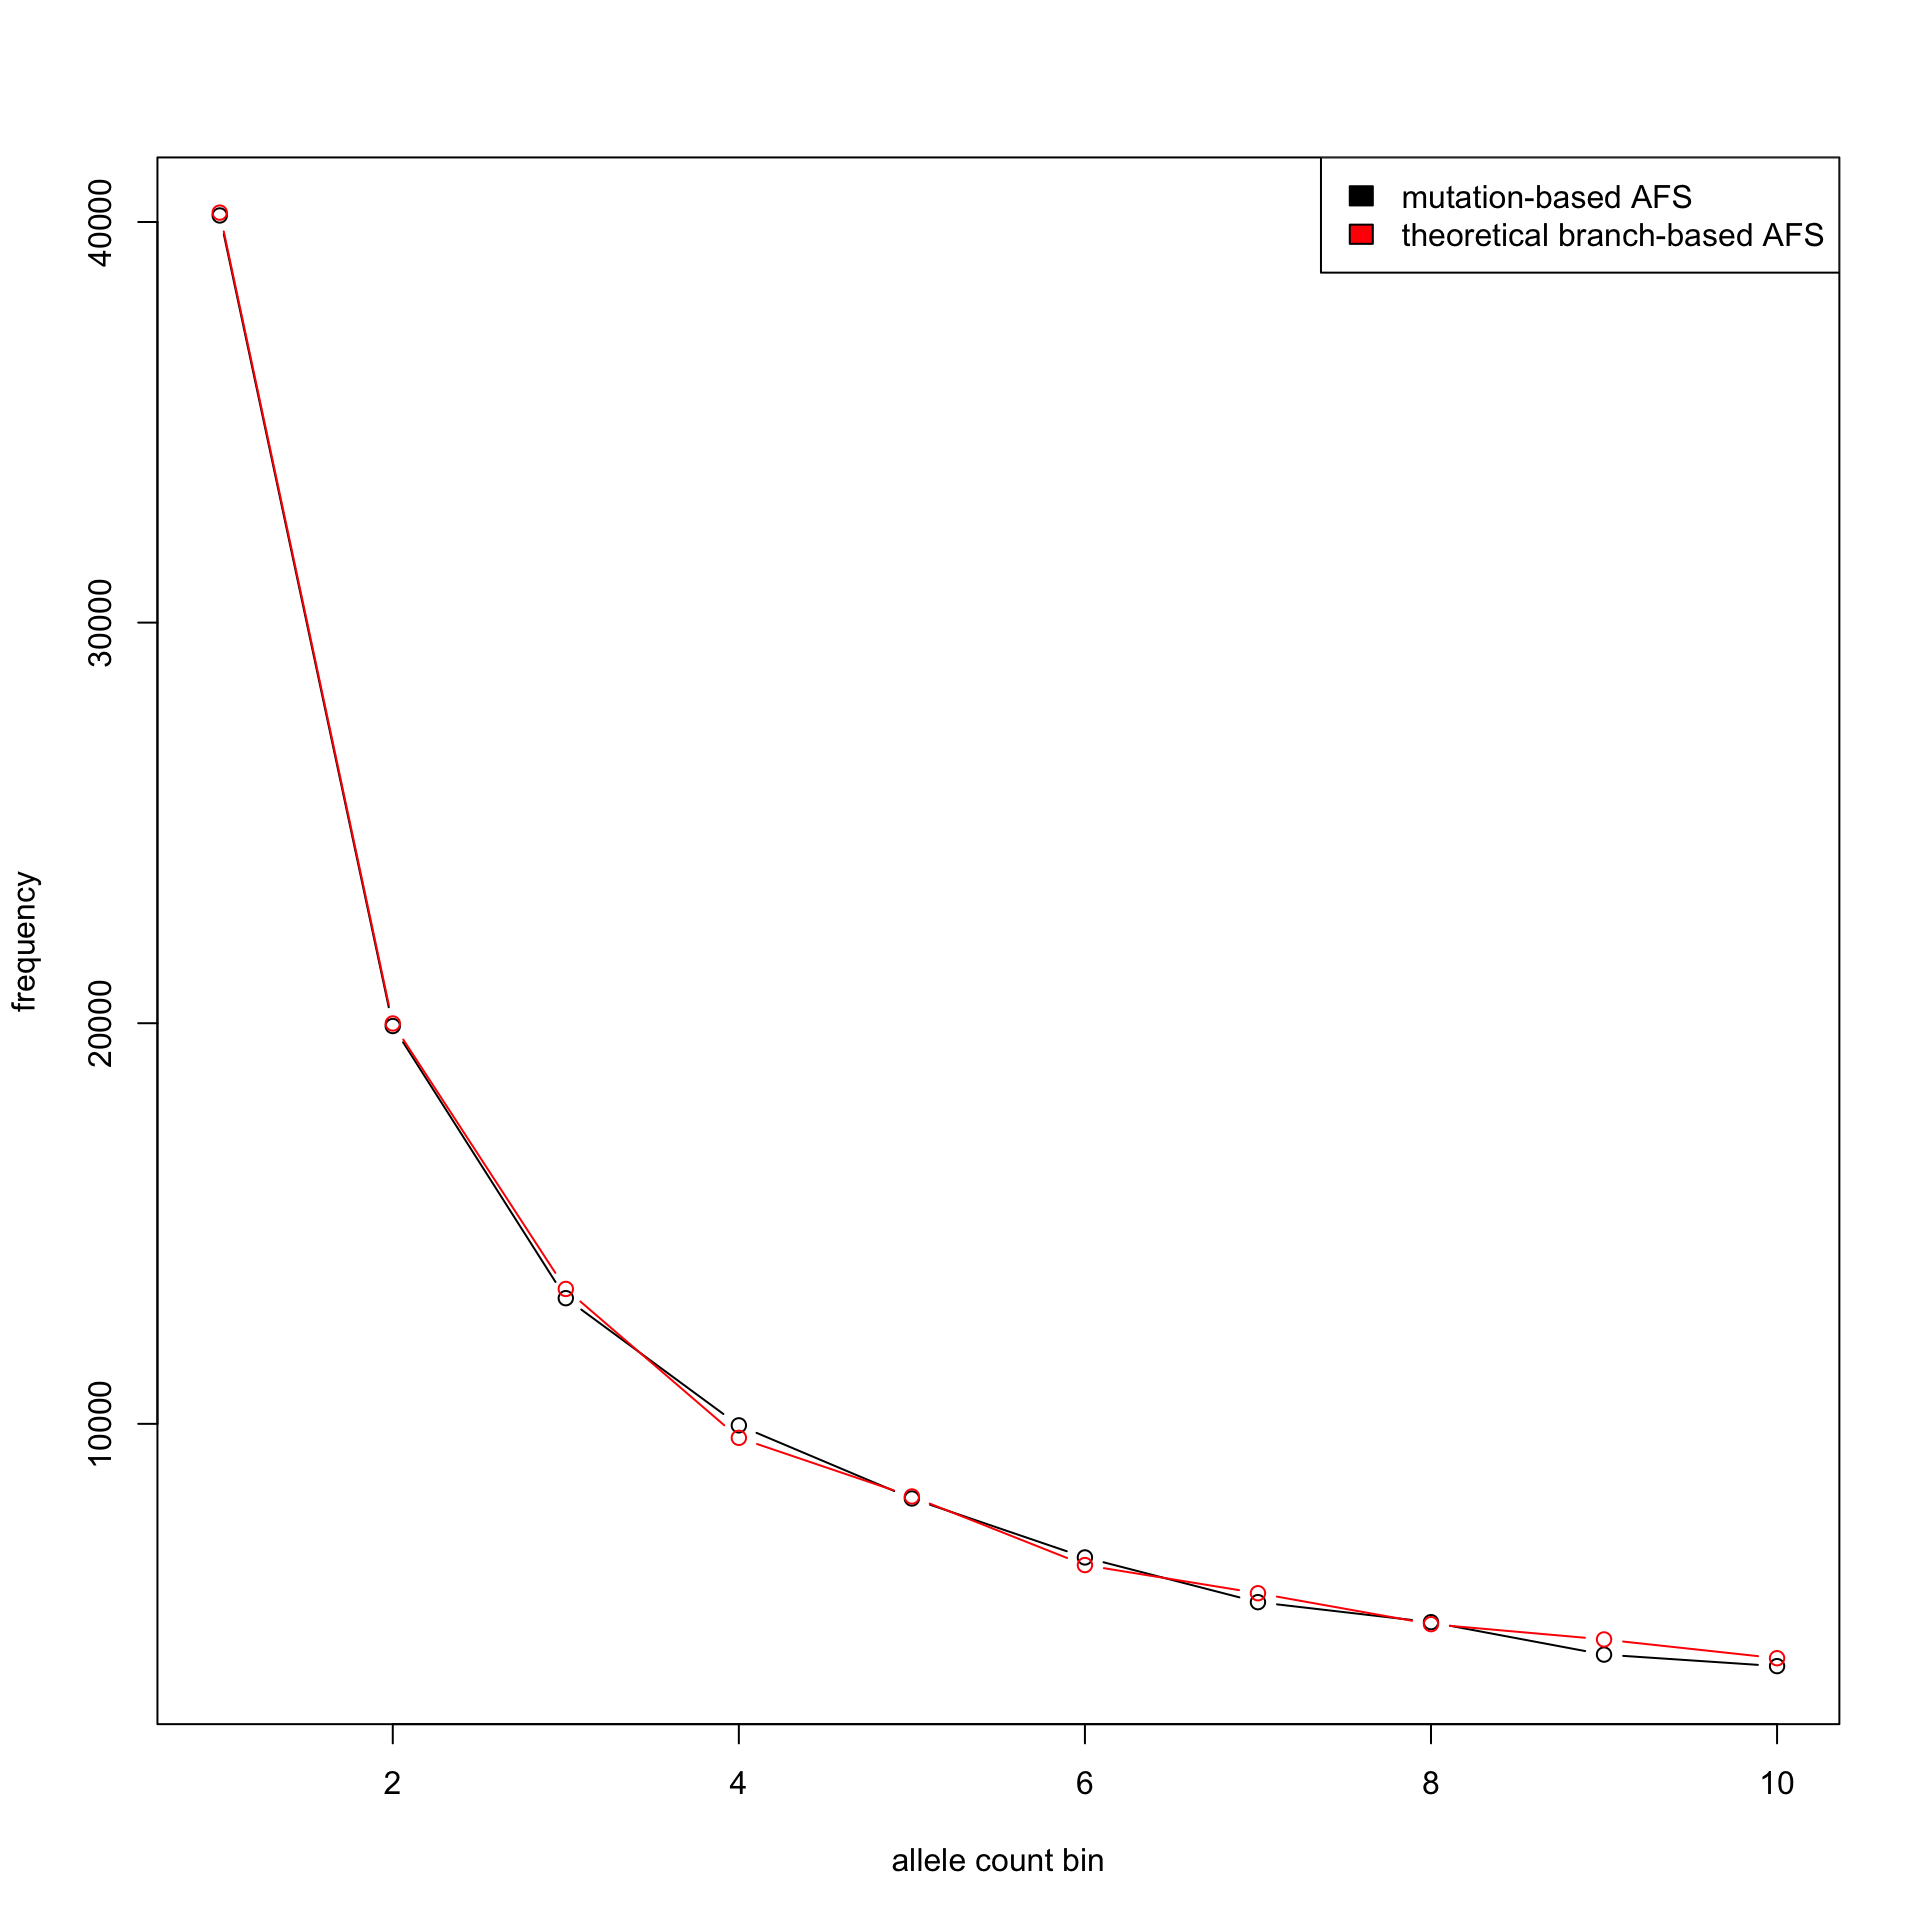 mutation-based AFS
theoretical branch-based AFS
40000
30000
20000
10000
frequency
2
4
6
8
10
allele count bin